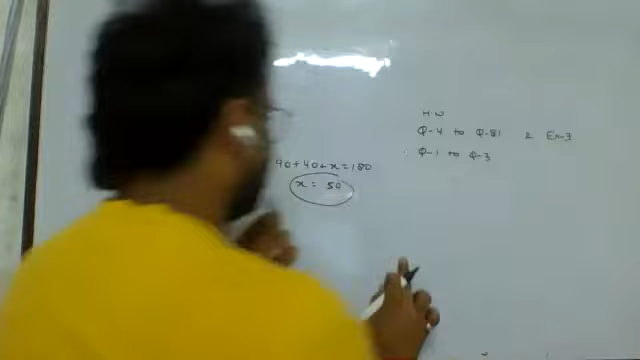 40+40+x=180
x = 50
H.W
Q-4 to Q-81 & Ex-3
Q-1 to Q-3